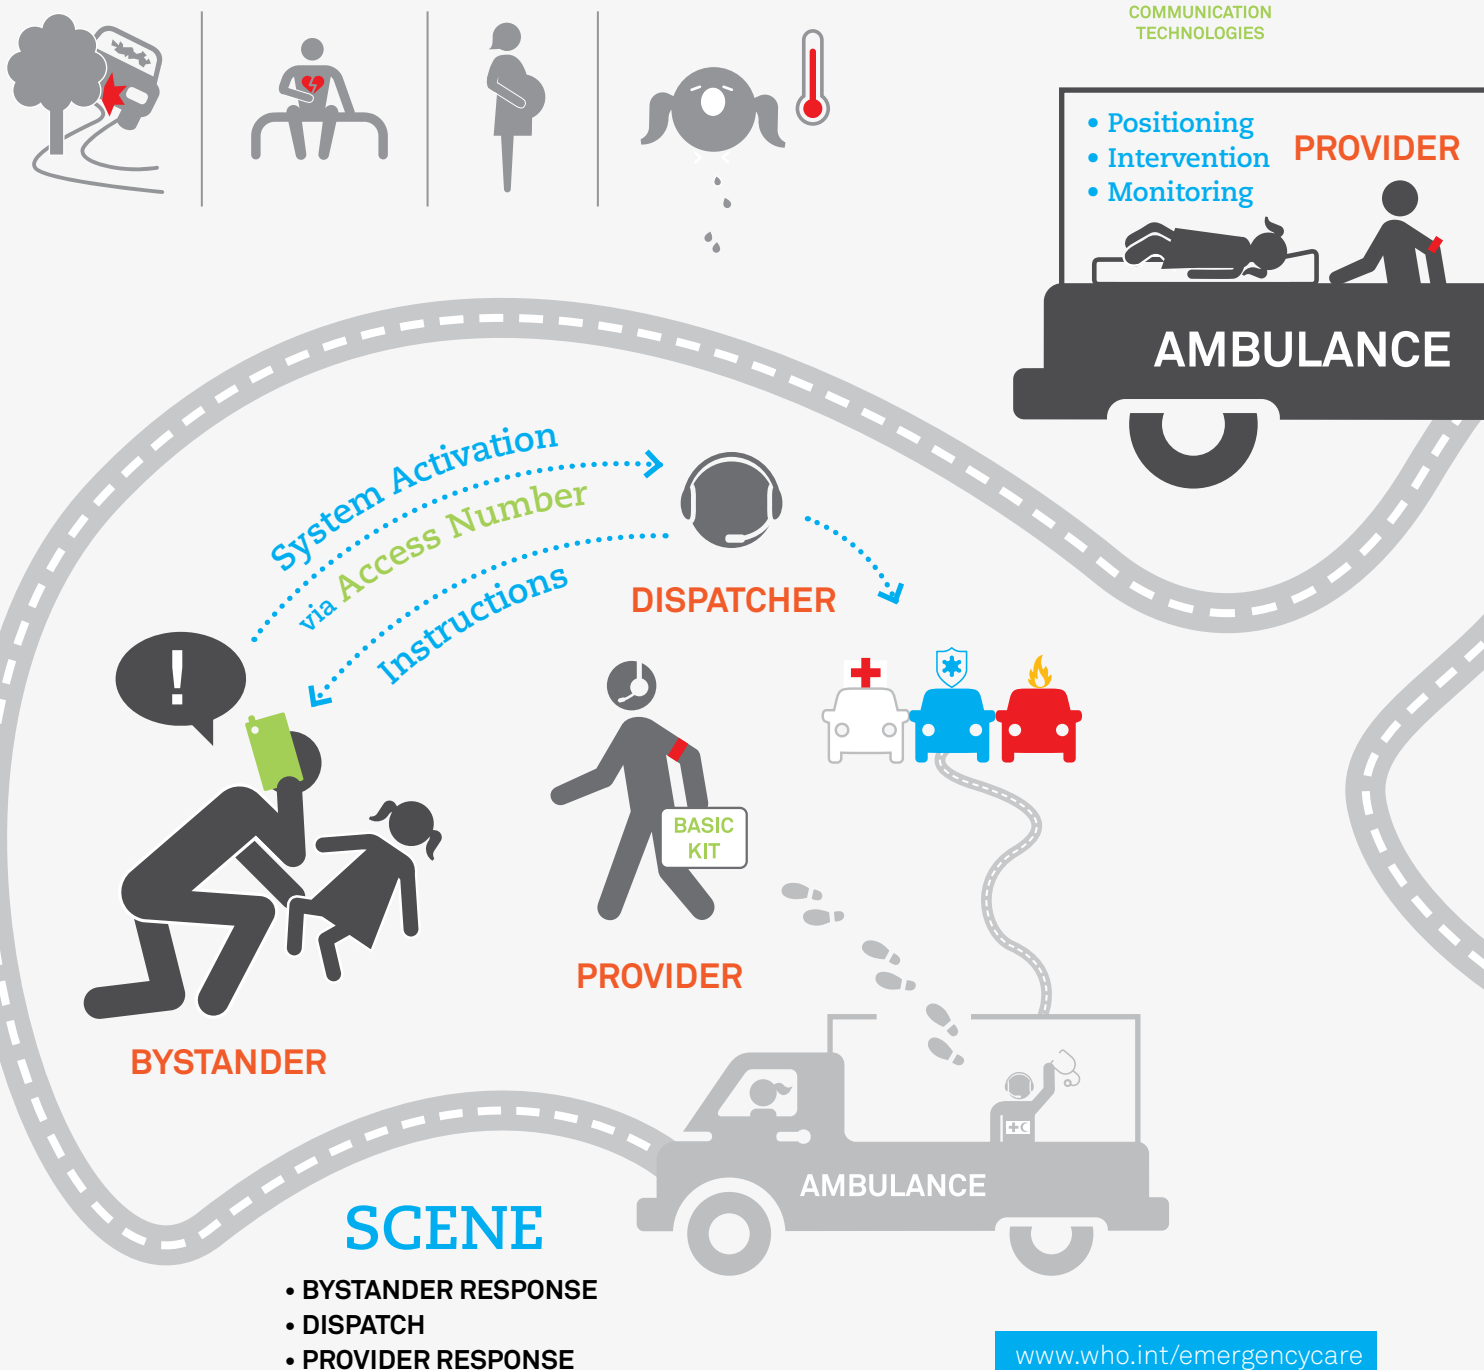 COMMUNICATION
TECHNOLOGIES
• Positioning
• Intervention
• Monitoring
PROVIDER
AMBULANCE
System Activation
via Access Number
Instructions
DISPATCHER
!
BASIC
KIT
PROVIDER
BYSTANDER
AMBULANCE
SCENE
• BYSTANDER RESPONSE
• DISPATCH
• PROVIDER RESPONSE
www.who.int/emergencycare